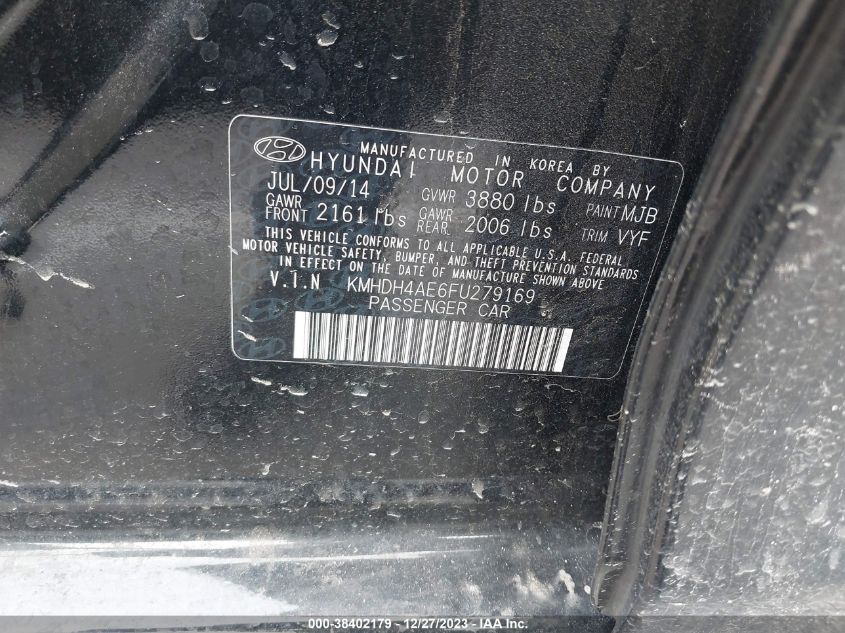 MANUFACTURED IN KOREA BY
HYUNDAI MOTOR COMPANY
JUL/09/14 GVWR 3880 lbs PAINT MJB
GAWR FRONT 2161 lbs GAWR REAR 2006 lbs TRIM VYF
THIS VEHICLE CONFORMS TO ALL APPLICABLE U.S.A. FEDERAL
MOTOR VEHICLE SAFETY, BUMPER, AND THEFT PREVENTION STANDARDS
IN EFFECT ON THE DATE OF MANUFACTURE SHOWN ABOVE.
V.I.N KMHDH4AE6FU279169
PASSENGER CAR
000-38402179 - 12/27/2023 - IAA Inc.